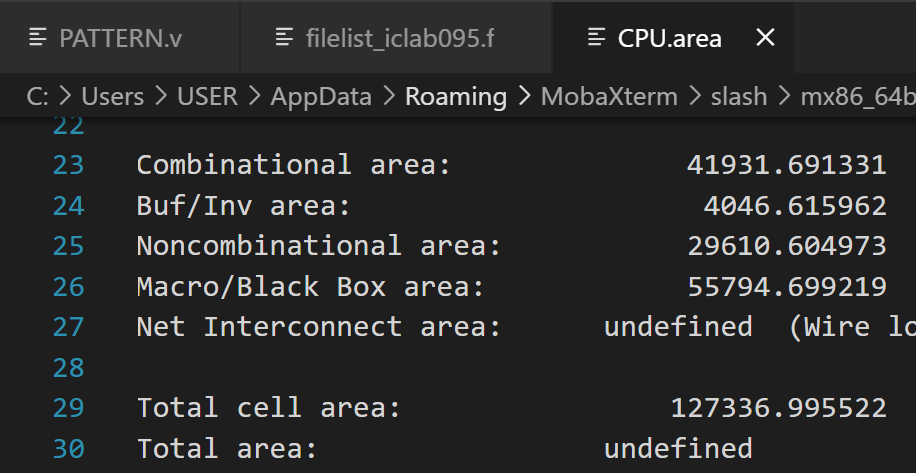 PATTERN.v filelist_iclab095.f CPU.area
C: > Users > USER > AppData > Roaming > MobaXterm > slash > mx86_64b
22
23 Combinational area: 41931.691331
24 Buf/Inv area: 4046.615962
25 Noncombinational area: 29610.604973
26 Macro/Black Box area: 55794.699219
27 Net Interconnect area: undefined (Wire lo
28
29 Total cell area: 127336.995522
30 Total area: undefined